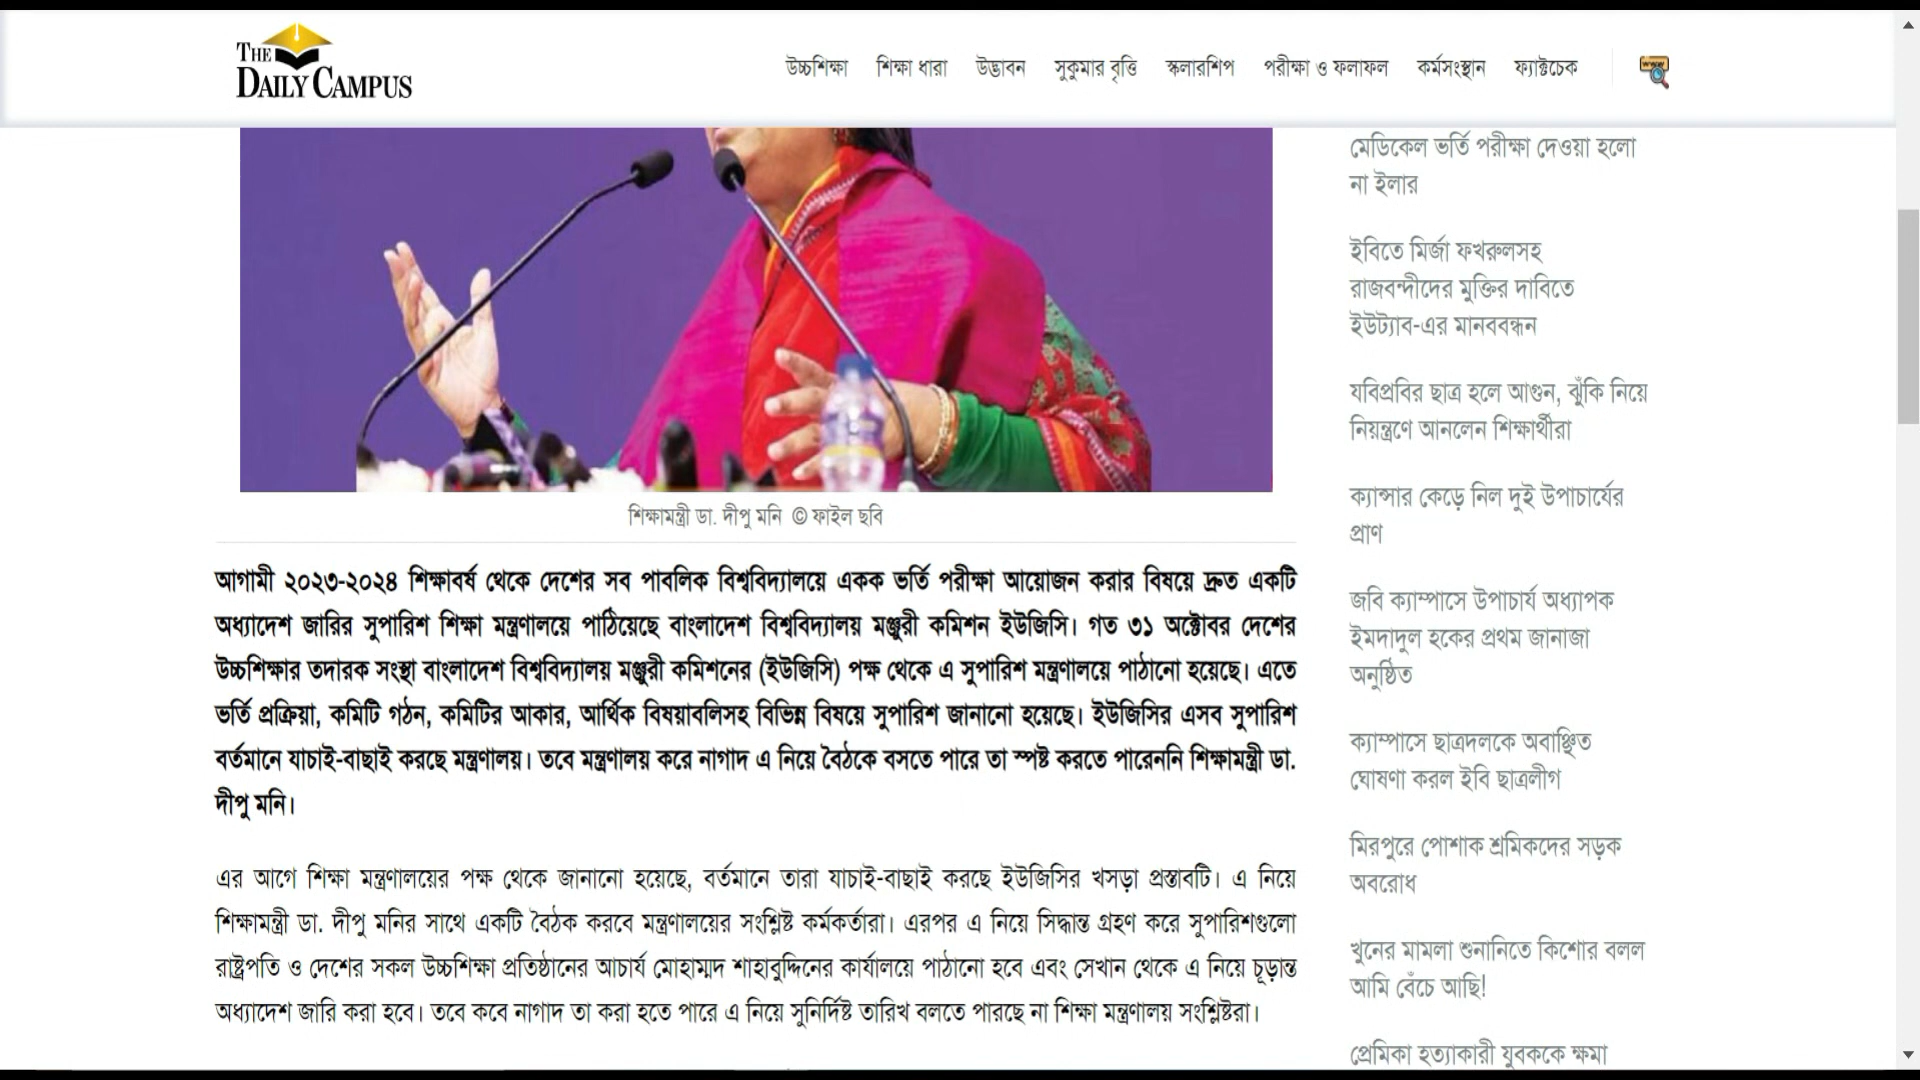 THE
DAILY CAMPUS
উচ্চশিক্ষা শিক্ষা ধারা উদ্ভাবন সুকুমার বৃত্তি স্কলারশিপ পরীক্ষা ও ফলাফল কর্মসংস্থান ফ্যাক্টচেক
WWW
শিক্ষামন্ত্রী ডা. দীপু মনি © ফাইল ছবি
আগামী ২০২৩-২০২৪ শিক্ষাবর্ষ থেকে দেশের সব পাবলিক বিশ্ববিদ্যালয়ে একক ভর্তি পরীক্ষা আয়োজন করার বিষয়ে দ্রুত একটি
অধ্যাদেশ জারির সুপারিশ শিক্ষা মন্ত্রণালয়ে পাঠিয়েছে বাংলাদেশ বিশ্ববিদ্যালয় মঞ্জুরী কমিশন ইউজিসি। গত ৩১ অক্টোবর দেশের
উচ্চশিক্ষার তদারক সংস্থা বাংলাদেশ বিশ্ববিদ্যালয় মঞ্জুরী কমিশনের (ইউজিসি) পক্ষ থেকে এ সুপারিশ মন্ত্রণালয়ে পাঠানো হয়েছে। এতে
ভর্তি প্রক্রিয়া, কমিটি গঠন, কমিটির আকার, আর্থিক বিষয়াবলিসহ বিভিন্ন বিষয়ে সুপারিশ জানানো হয়েছে। ইউজিসির এসব সুপারিশ
বর্তমানে যাচাই-বাছাই করছে মন্ত্রণালয়। তবে মন্ত্রণালয় করে নাগাদ এ নিয়ে বৈঠকে বসতে পারে তা স্পষ্ট করতে পারেননি শিক্ষামন্ত্রী ডা.
দীপু মনি।
এর আগে শিক্ষা মন্ত্রণালয়ের পক্ষ থেকে জানানো হয়েছে, বর্তমানে তারা যাচাই-বাছাই করছে ইউজিসির খসড়া প্রস্তাবটি। এ নিয়ে
শিক্ষামন্ত্রী ডা. দীপু মনির সাথে একটি বৈঠক করবে মন্ত্রণালয়ের সংশ্লিষ্ট কর্মকর্তারা। এরপর এ নিয়ে সিদ্ধান্ত গ্রহণ করে সুপারিশগুলো
রাষ্ট্রপতি ও দেশের সকল উচ্চশিক্ষা প্রতিষ্ঠানের আচার্য মোহাম্মদ শাহাবুদ্দিনের কার্যালয়ে পাঠানো হবে এবং সেখান থেকে এ নিয়ে চূড়ান্ত
অধ্যাদেশ জারি করা হবে। তবে কবে নাগাদ তা করা হতে পারে এ নিয়ে সুনির্দিষ্ট তারিখ বলতে পারছে না শিক্ষা মন্ত্রণালয় সংশ্লিষ্টরা।
মেডিকেল ভর্তি পরীক্ষা দেওয়া হলো
না ইলার
ইবিতে মির্জা ফখরুলসহ
রাজবন্দীদের মুক্তির দাবিতে
ইউট্যাব-এর মানববন্ধন
যবিপ্রবির ছাত্র হলে আগুন, ঝুঁকি নিয়ে
নিয়ন্ত্রণে আনলেন শিক্ষার্থীরা
ক্যান্সার কেড়ে নিল দুই উপাচার্যের
প্রাণ
জবি ক্যাম্পাসে উপাচার্য অধ্যাপক
ইমদাদুল হকের প্রথম জানাজা
অনুষ্ঠিত
ক্যাম্পাসে ছাত্রদলকে অবাঞ্ছিত
ঘোষণা করল ইবি ছাত্রলীগ
মিরপুরে পোশাক শ্রমিকদের সড়ক
অবরোধ
খুনের মামলা শুনানিতে কিশোর বলল
আমি বেঁচে আছি!
প্রেমিকা হত্যাকারী যুবককে ক্ষমা